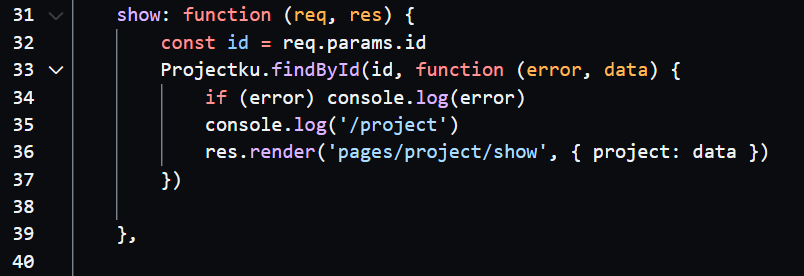 31 show: function (req, res) {
32 const id = req.params.id
33 Projectku.findById(id, function (error, data) {
34 if (error) console.log(error)
35 console.log('/project')
36 res.render('pages/project/show', { project: data })
37 })
38
39 },
40